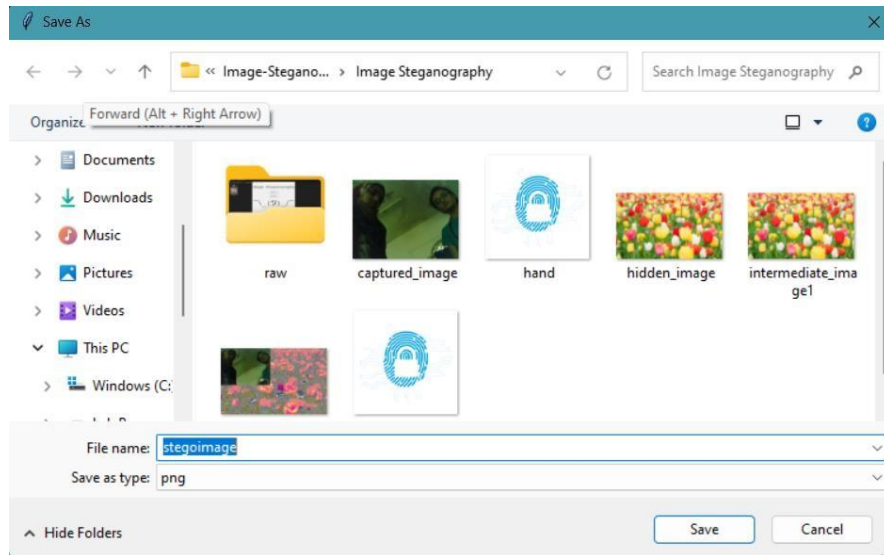 Save As
« Image-Stegano... › Image Steganography
Search Image Steganography
Forward (Alt + Right Arrow)
Organize
Documents
Downloads
Music
Pictures
Videos
This PC
Windows (C:
raw
captured_image
hand
hidden_image
intermediate_ima
ge1
File name: stegoimage
Save as type: png
Hide Folders
Save
Cancel